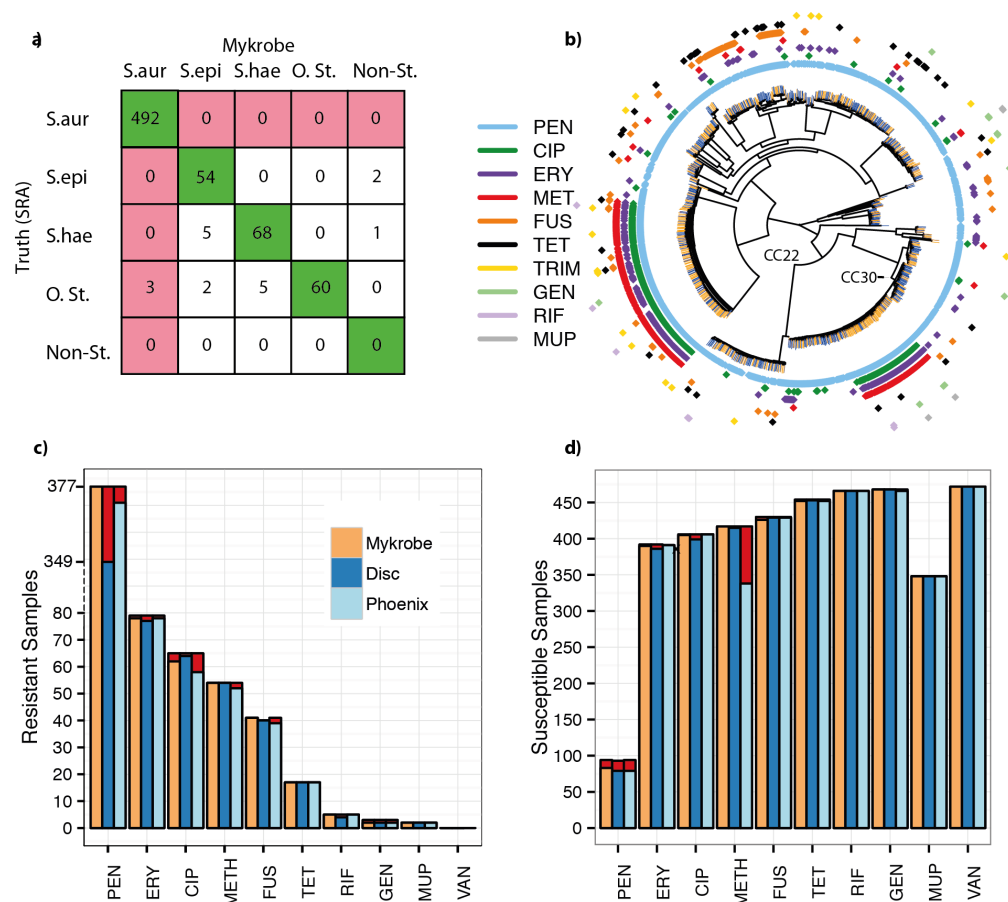 a)
Mykrobe
S.aur S.epi S.hae O. St. Non-St.
Truth (SRA)
S.aur 492 0 0 0 0
S.epi 0 54 0 0 2
S.hae 0 5 68 0 1
O. St. 3 2 5 60 0
Non-St. 0 0 0 0 0
b)
PEN
CIP
ERY
MET
FUS
TET
TRIM
GEN
RIF
MUP
CC22
CC30
c)
Resistant Samples
377
349
80
70
60
50
40
30
20
10
0
Mykrobe
Disc
Phoenix
PEN ERY CIP METH FUS TET RIF GEN MUP VAN
d)
Susceptible Samples
450
400
350
300
250
200
150
100
50
0
PEN ERY CIP METH FUS TET RIF GEN MUP VAN